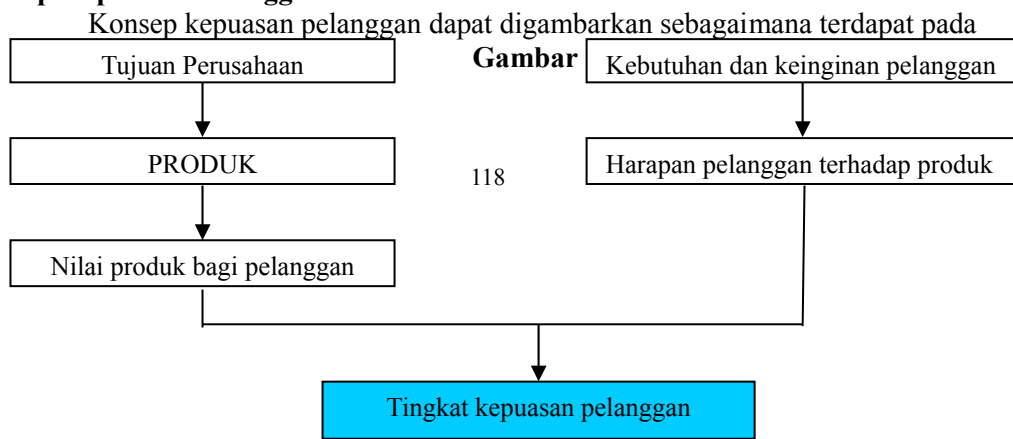 Konsep kepuasan pelanggan dapat digambarkan sebagaimana terdapat pada
Gambar
Tujuan Perusahaan
Kebutuhan dan keinginan pelanggan
PRODUK
Harapan pelanggan terhadap produk
118
Nilai produk bagi pelanggan
Tingkat kepuasan pelanggan